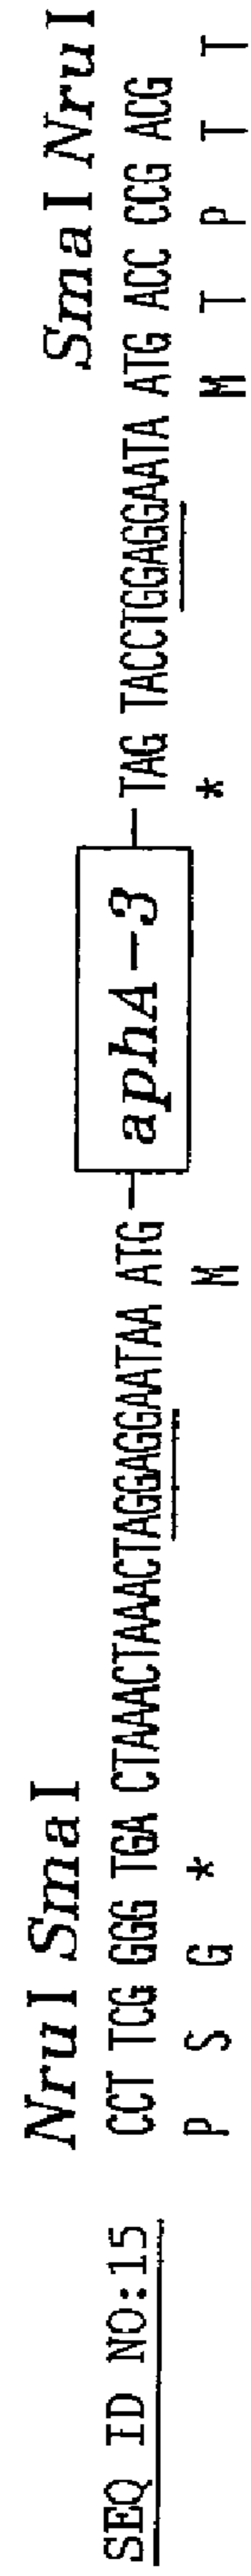 NruI SmaI SmaI NruI
SEQ ID NO:15 CCT TCG GGG TGA CTAAACTAAACTAGGAGGAATAA ATG — aphA-3 — TAG TACCTGGAGGAATA ATG ACC CCG ACG
P S G * M * M T P T T